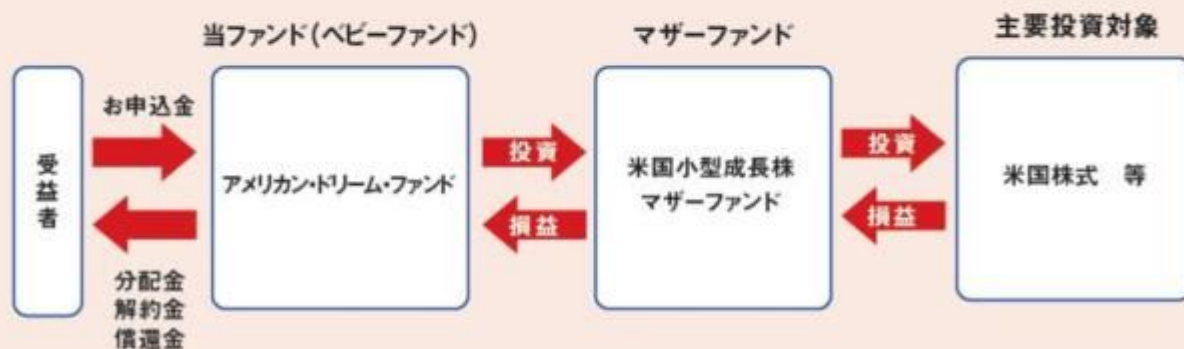 当ファンド(ベビーファンド)
マザーファンド
主要投資対象
受益者
お申込金
分配金
解約金
償還金
アメリカン・ドリーム・ファンド
投資
損益
米国小型成長株
マザーファンド
投資
損益
米国株式 等